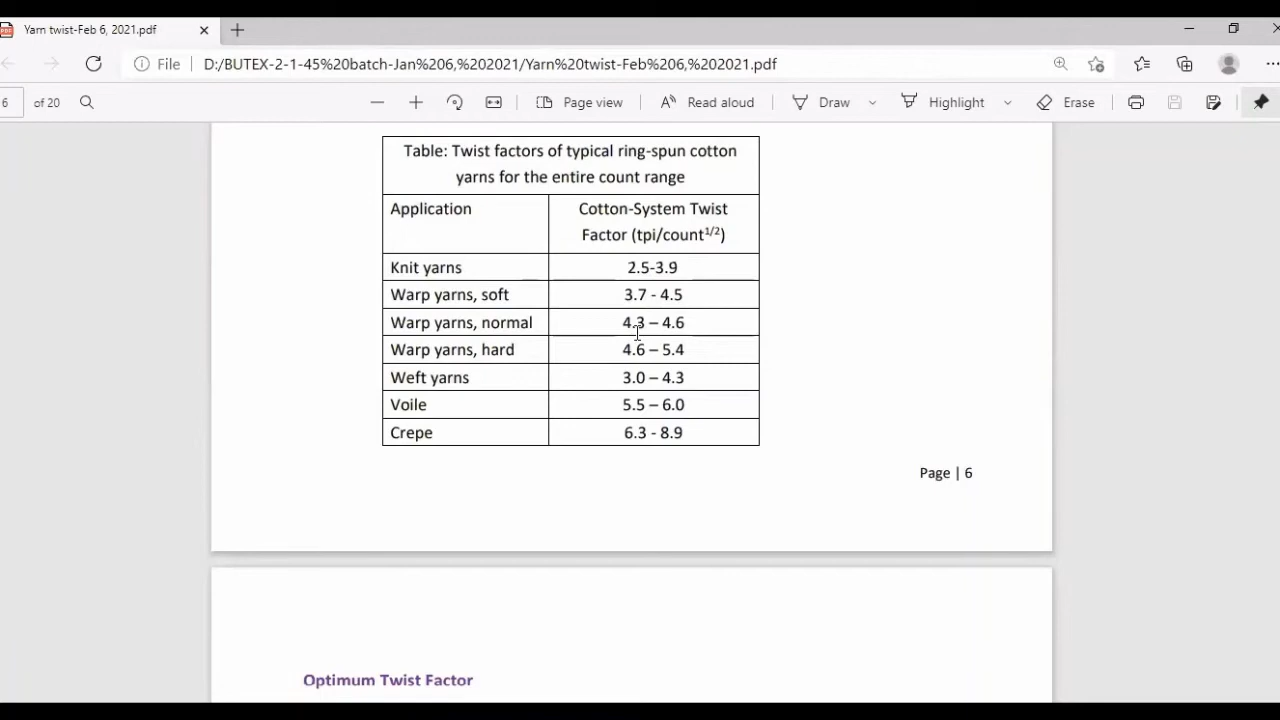 Yarn twist-Feb 6, 2021.pdf
File D:/BUTEX-2-1-45%20batch-Jan%206,%202021/Yarn%20twist-Feb%206,%202021.pdf
6 of 20 Page view Read aloud Draw Highlight Erase
Table: Twist factors of typical ring-spun cotton
yarns for the entire count range
Application Cotton-System Twist
Factor (tpi/count1/2)
Knit yarns 2.5-3.9
Warp yarns, soft 3.7 - 4.5
Warp yarns, normal 4.3 – 4.6
Warp yarns, hard 4.6 – 5.4
Weft yarns 3.0 – 4.3
Voile 5.5 – 6.0
Crepe 6.3 - 8.9
Page | 6
Optimum Twist Factor